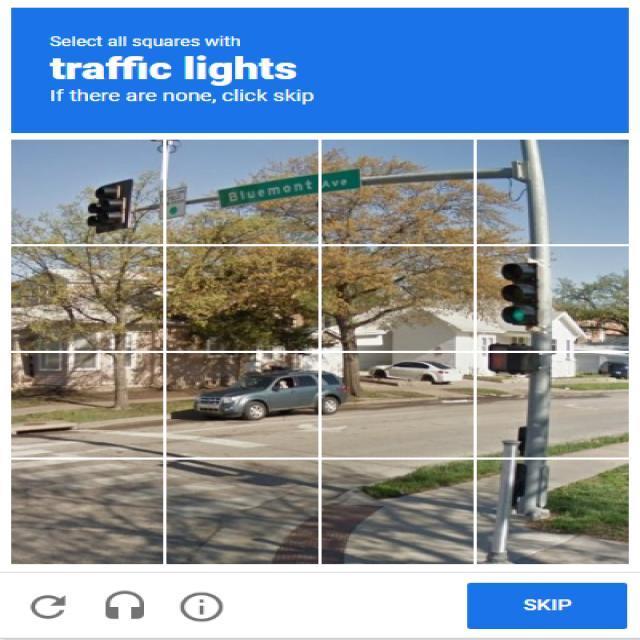 Select all squares with
traffic lights
If there are none, click skip
Bluemont Ave
SKIP